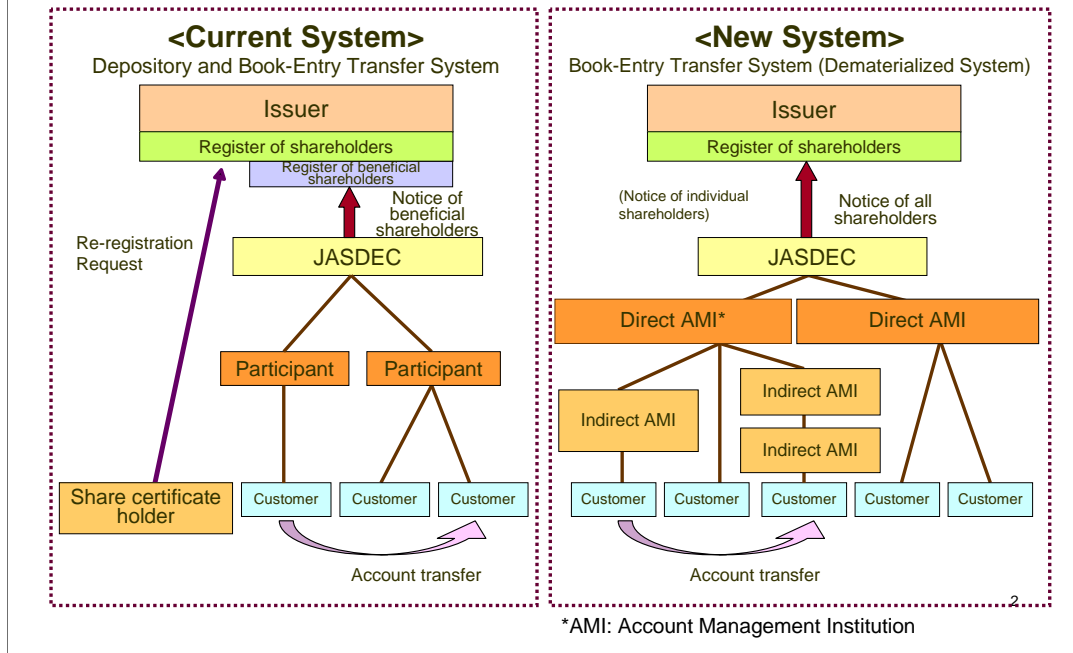 <Current System>
Depository and Book-Entry Transfer System
Issuer
Register of shareholders
Register of beneficial
shareholders
Notice of
beneficial
shareholders
Re-registration
Request
JASDEC
Participant
Participant
Share certificate
holder
Customer
Customer
Customer
Account transfer
<New System>
Book-Entry Transfer System (Dematerialized System)
Issuer
Register of shareholders
(Notice of individual
shareholders)
Notice of all
shareholders
JASDEC
Direct AMI*
Direct AMI
Indirect AMI
Indirect AMI
Indirect AMI
Customer
Customer
Customer
Customer
Customer
Account transfer
2
*AMI: Account Management Institution